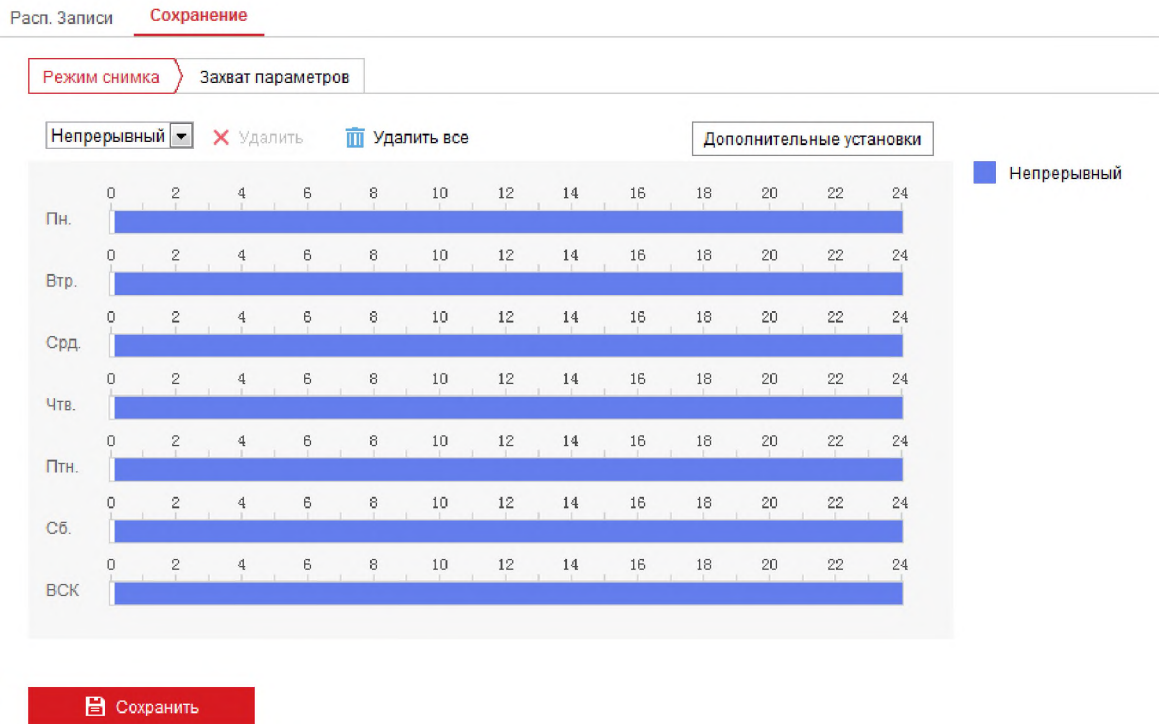 Расп. Записи Сохранение
Режим снимка Захват параметров
Непрерывный Удалить Удалить все Дополнительные установки
Непрерывный
0 2 4 6 8 10 12 14 16 18 20 22 24
Пн.
0 2 4 6 8 10 12 14 16 18 20 22 24
Втр.
0 2 4 6 8 10 12 14 16 18 20 22 24
Срд.
0 2 4 6 8 10 12 14 16 18 20 22 24
Чтв.
0 2 4 6 8 10 12 14 16 18 20 22 24
Птн.
0 2 4 6 8 10 12 14 16 18 20 22 24
Сб.
0 2 4 6 8 10 12 14 16 18 20 22 24
ВСК
Сохранить